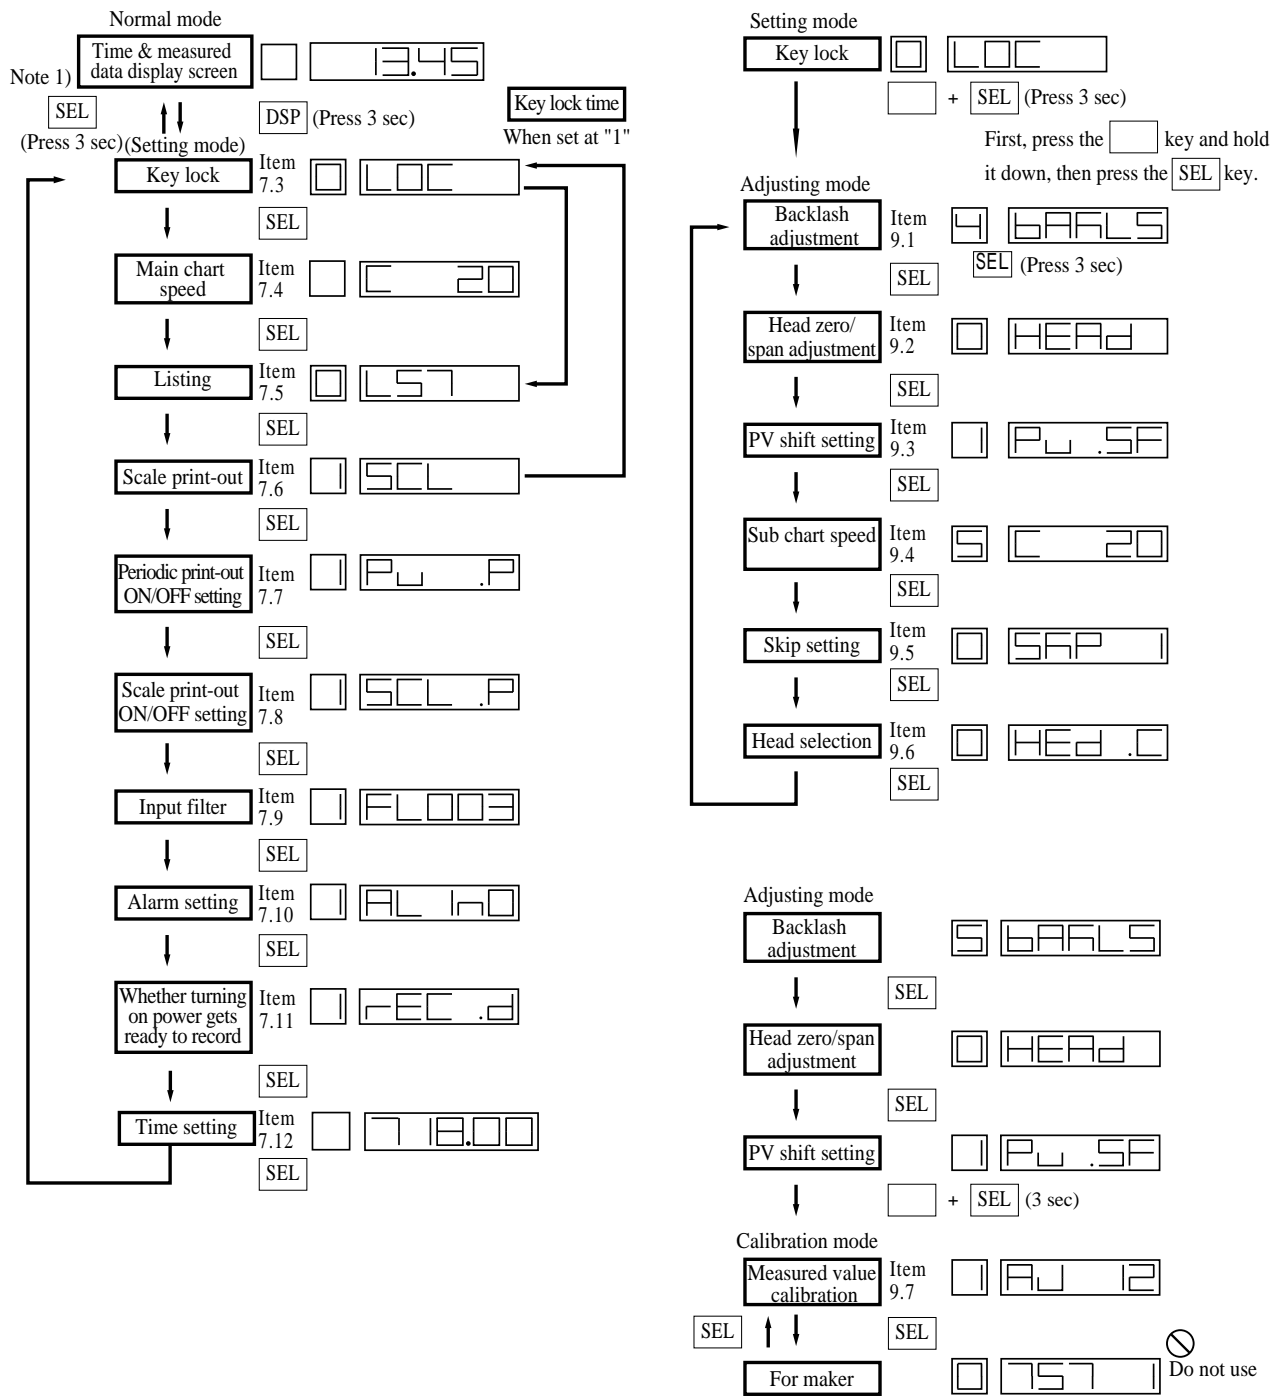 Normal mode
Time & measured
data display screen
13.45
Note 1)
SEL
(Press 3 sec)
DSP (Press 3 sec)
Key lock time
When set at "1"
(Setting mode)
Key lock
Item
7.3
0 LOC
SEL
Main chart
speed
Item
7.4
C 20
SEL
Listing
Item
7.5
0 LST
SEL
Scale print-out
Item
7.6
1 SCL
SEL
Periodic print-out
ON/OFF setting
Item
7.7
1 Pu .P
SEL
Scale print-out
ON/OFF setting
Item
7.8
1 SCL .P
SEL
Input filter
Item
7.9
1 FL003
SEL
Alarm setting
Item
7.10
1 AL 1n0
SEL
Whether turning
on power gets
ready to record
Item
7.11
1 rEC .d
SEL
Time setting
Item
7.12
7 18.00
SEL
Setting mode
Key lock
0 LOC
+ SEL (Press 3 sec)
First, press the key and hold
it down, then press the SEL key.
Adjusting mode
Backlash
adjustment
Item
9.1
4
SEL (Press 3 sec)
SEL
Head zero/
span adjustment
Item
9.2
0 HEAd
SEL
PV shift setting
Item
9.3
1 Pu .SF
SEL
Sub chart speed
Item
9.4
S C 20
SEL
Skip setting
Item
9.5
0
SEL
Head selection
Item
9.6
0 HEd .C
SEL
Adjusting mode
Backlash
adjustment
5
SEL
Head zero/span
adjustment
0 HEAd
SEL
PV shift setting
1 Pu .SF
+ SEL (3 sec)
Calibration mode
Measured value
calibration
Item
9.7
1 AJ 12
SEL
SEL
For maker
0 TST 1
Do not use